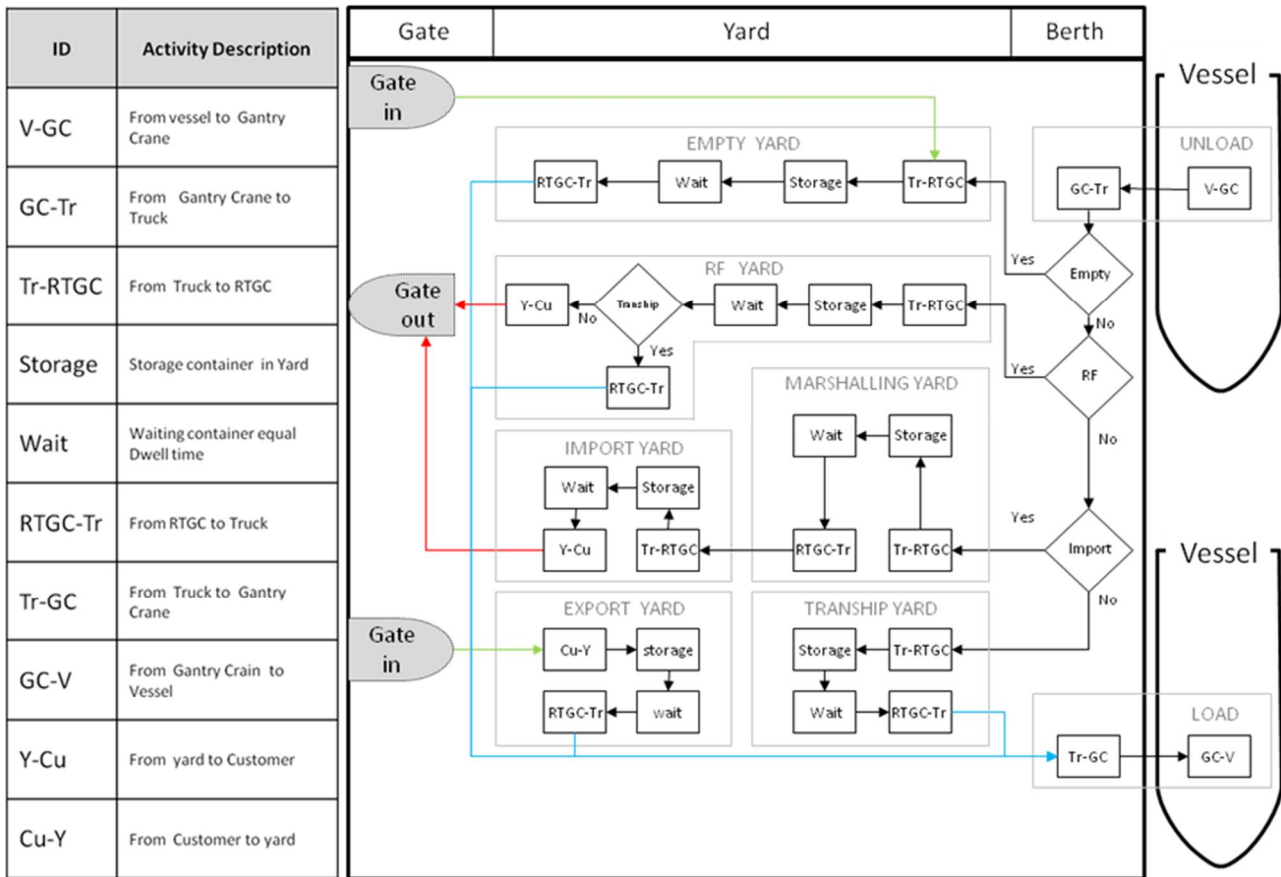 ID
Activity Description
V-GC
From vessel to Gantry
Crane
GC-Tr
From Gantry Crane to
Truck
Tr-RTGC
From Truck to RTGC
Storage
Storage container in Yard
Wait
Waiting container equal
Dwell time
RTGC-Tr
From RTGC to Truck
Tr-GC
From Truck to Gantry
Crane
GC-V
From Gantry Crain to
Vessel
Y-Cu
From yard to Customer
Cu-Y
From Customer to yard
Gate
Yard
Berth
Gate
in
Vessel
EMPTY YARD
UNLOAD
RTGC-Tr
Wait
Storage
Tr-RTGC
GC-Tr
V-GC
Yes
Empty
No
Gate
out
RF YARD
Y-Cu
No
Tranship
Yes
Wait
Storage
Tr-RTGC
RTGC-Tr
Yes
RF
No
MARSHALLING YARD
Wait
Storage
RTGC-Tr
Tr-RTGC
IMPORT YARD
Wait
Storage
Y-Cu
Tr-RTGC
Yes
Import
No
Vessel
Gate
in
EXPORT YARD
Cu-Y
storage
RTGC-Tr
wait
TRANSHIP YARD
Storage
Tr-RTGC
Wait
RTGC-Tr
LOAD
Tr-GC
GC-V